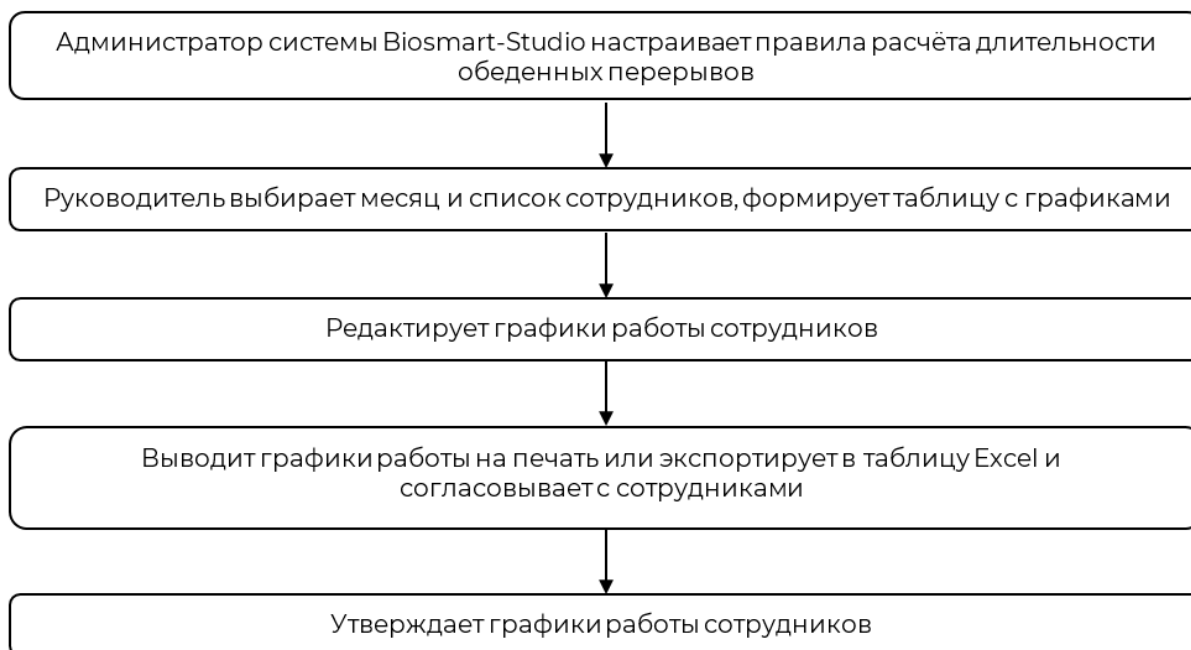 Администратор системы Biosmart-Studio настраивает правила расчёта длительности
обеденных перерывов
Руководитель выбирает месяц и список сотрудников, формирует таблицу с графиками
Редактирует графики работы сотрудников
Выводит графики работы на печать или экспортирует в таблицу Excel и
согласовывает с сотрудниками
Утверждает графики работы сотрудников